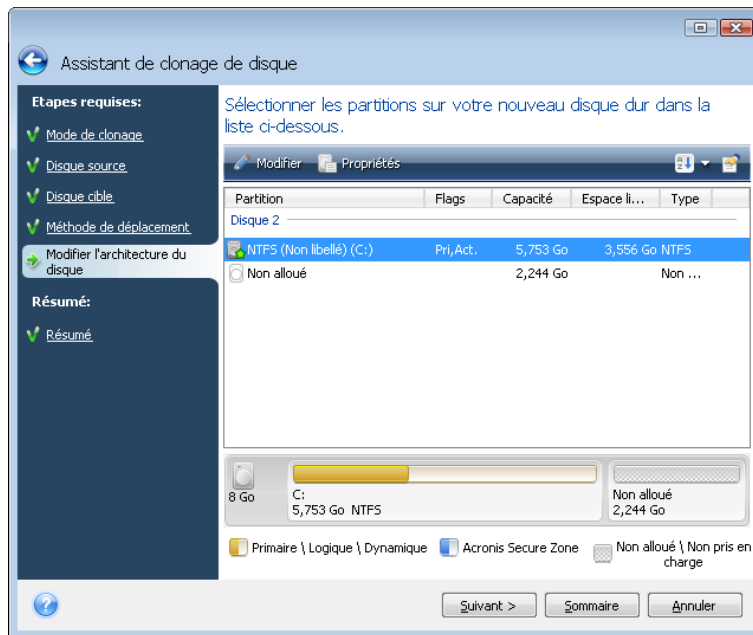 Assistant de clonage de disque
Etapes requises:
Mode de clonage
Disque source
Disque cible
Méthode de déplacement
Modifier l'architecture du
disque
Résumé:
Résumé
Sélectionner les partitions sur votre nouveau disque dur dans la
liste ci-dessous.
Modifier Propriétés
Partition Flags Capacité Espace li... Type
Disque 2
NTFS (Non libellé) (C:) Pri,Act. 5,753 Go 3,556 Go NTFS
Non alloué 2,244 Go Non ...
8 Go
C:
5,753 Go NTFS
Non alloué
2,244 Go
Primaire \ Logique \ Dynamique Acronis Secure Zone Non alloué \ Non pris en
charge
Suivant > Sommaire Annuler